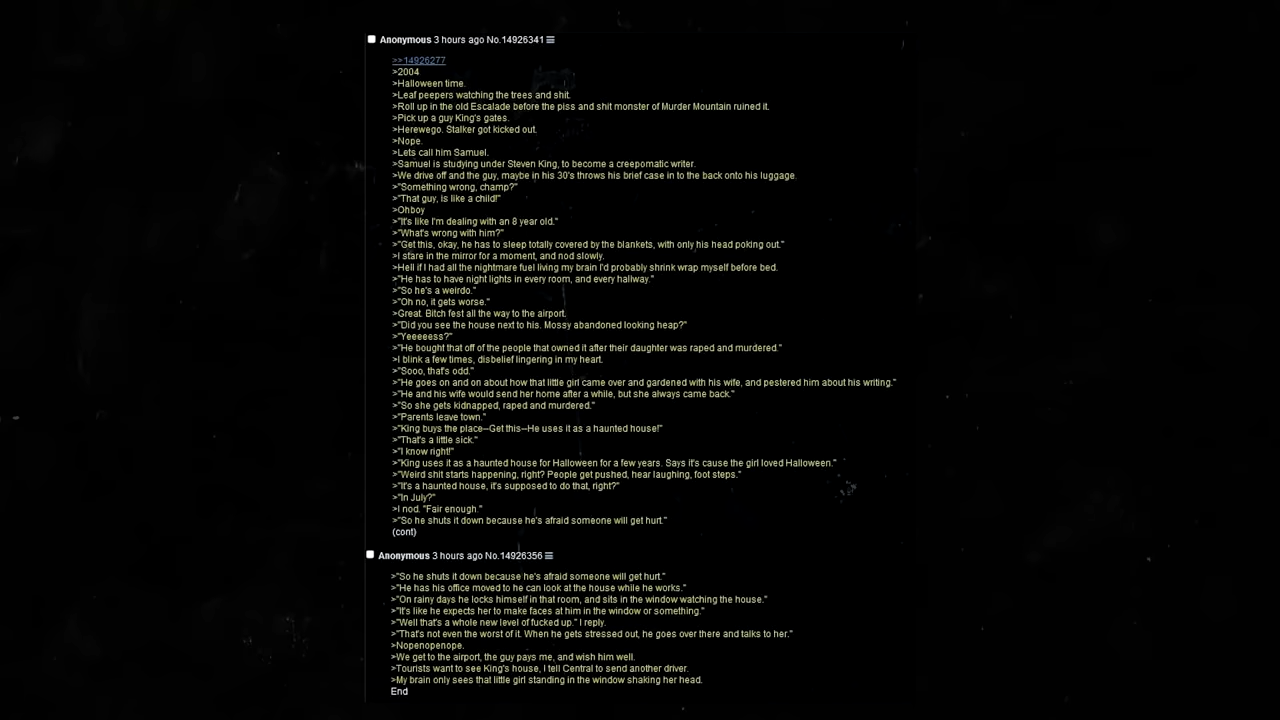 Anonymous 3 hours ago No.14926341
>>14926277
>2004
>Halloween time.
>Leaf peepers watching the trees and shit.
>Roll up in the old Escalade before the piss and shit monster of Murder Mountain ruined it.
>Pick up a guy King's gates.
>Herewego. Stalker got kicked out.
>Nope.
>Lets call him Samuel.
>Samuel is studying under Steven King, to become a creepomatic writer.
>We drive off and the guy, maybe in his 30's throws his brief case in to the back onto his luggage.
>"Something wrong, champ?"
>"That guy, is like a child!"
>Ohboy
>"It's like I'm dealing with an 8 year old."
>"What's wrong with him?"
>"Get this, okay, he has to sleep totally covered by the blankets, with only his head poking out."
>I stare in the mirror for a moment, and nod slowly.
>Hell if I had all the nightmare fuel living my brain I'd probably shrink wrap myself before bed.
>"He has to have night lights in every room, and every hallway."
>"So he's a weirdo."
>"Oh no, it gets worse."
>Great. Bitch fest all the way to the airport.
>"Did you see the house next to his. Mossy abandoned looking heap?"
>"Yeeeeess?"
>"He bought that off of the people that owned it after their daughter was raped and murdered."
>I blink a few times, disbelief lingering in my heart.
>"Sooo, that's odd."
>"He goes on and on about how that little girl came over and gardened with his wife, and pestered him about his writing."
>"He and his wife would send her home after a while, but she always came back."
>"So she gets kidnapped, raped and murdered."
>"Parents leave town."
>"King buys the place--Get this--He uses it as a haunted house!"
>"That's a little sick."
>"I know right!"
>"King uses it as a haunted house for Halloween for a few years. Says it's cause the girl loved Halloween."
>"Weird shit starts happening, right? People get pushed, hear laughing, foot steps."
>"It's a haunted house, it's supposed to do that, right?"
>"In July?"
>I nod. "Fair enough."
>"So he shuts it down because he's afraid someone will get hurt."
(cont)
Anonymous 3 hours ago No.14926356
>"So he shuts it down because he's afraid someone will get hurt."
>"He has his office moved to he can look at the house while he works."
>"On rainy days he locks himself in that room, and sits in the window watching the house."
>"It's like he expects her to make faces at him in the window or something."
>"Well that's a whole new level of fucked up." I reply.
>"That's not even the worst of it. When he gets stressed out, he goes over there and talks to her."
>Nopenopenope.
>We get to the airport, the guy pays me, and wish him well.
>Tourists want to see King's house, I tell Central to send another driver.
>My brain only sees that little girl standing in the window shaking her head.
End